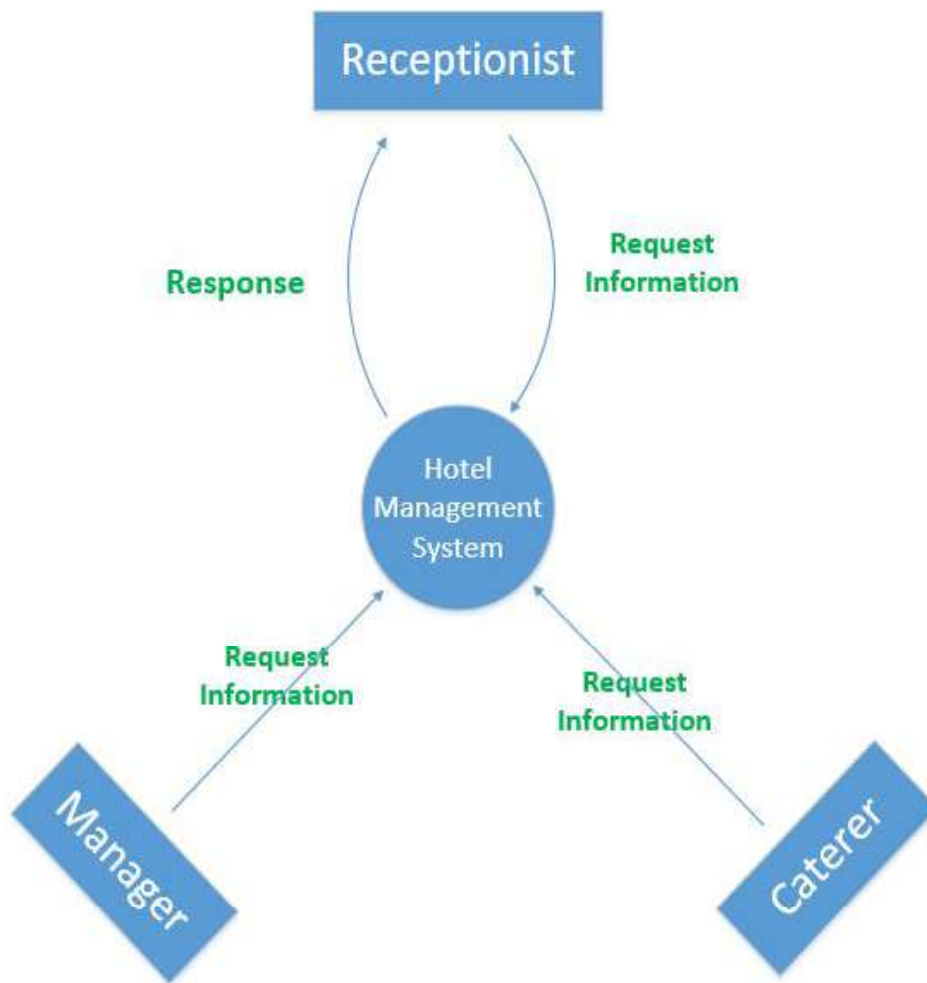 Receptionist
Response
Request
Information
Hotel
Management
System
Request
Information
Request
Information
Manager
Caterer